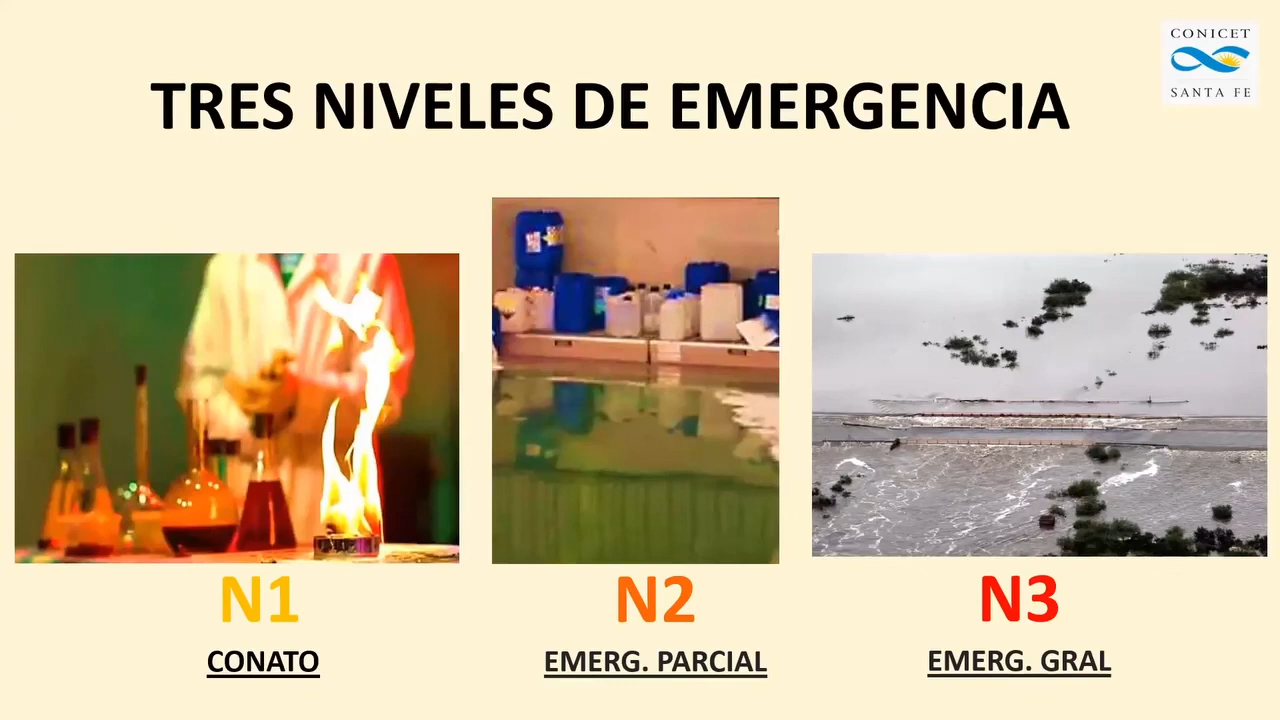 CONICET
SANTA FE
TRES NIVELES DE EMERGENCIA
N1
CONATO
N2
EMERG. PARCIAL
N3
EMERG. GRAL